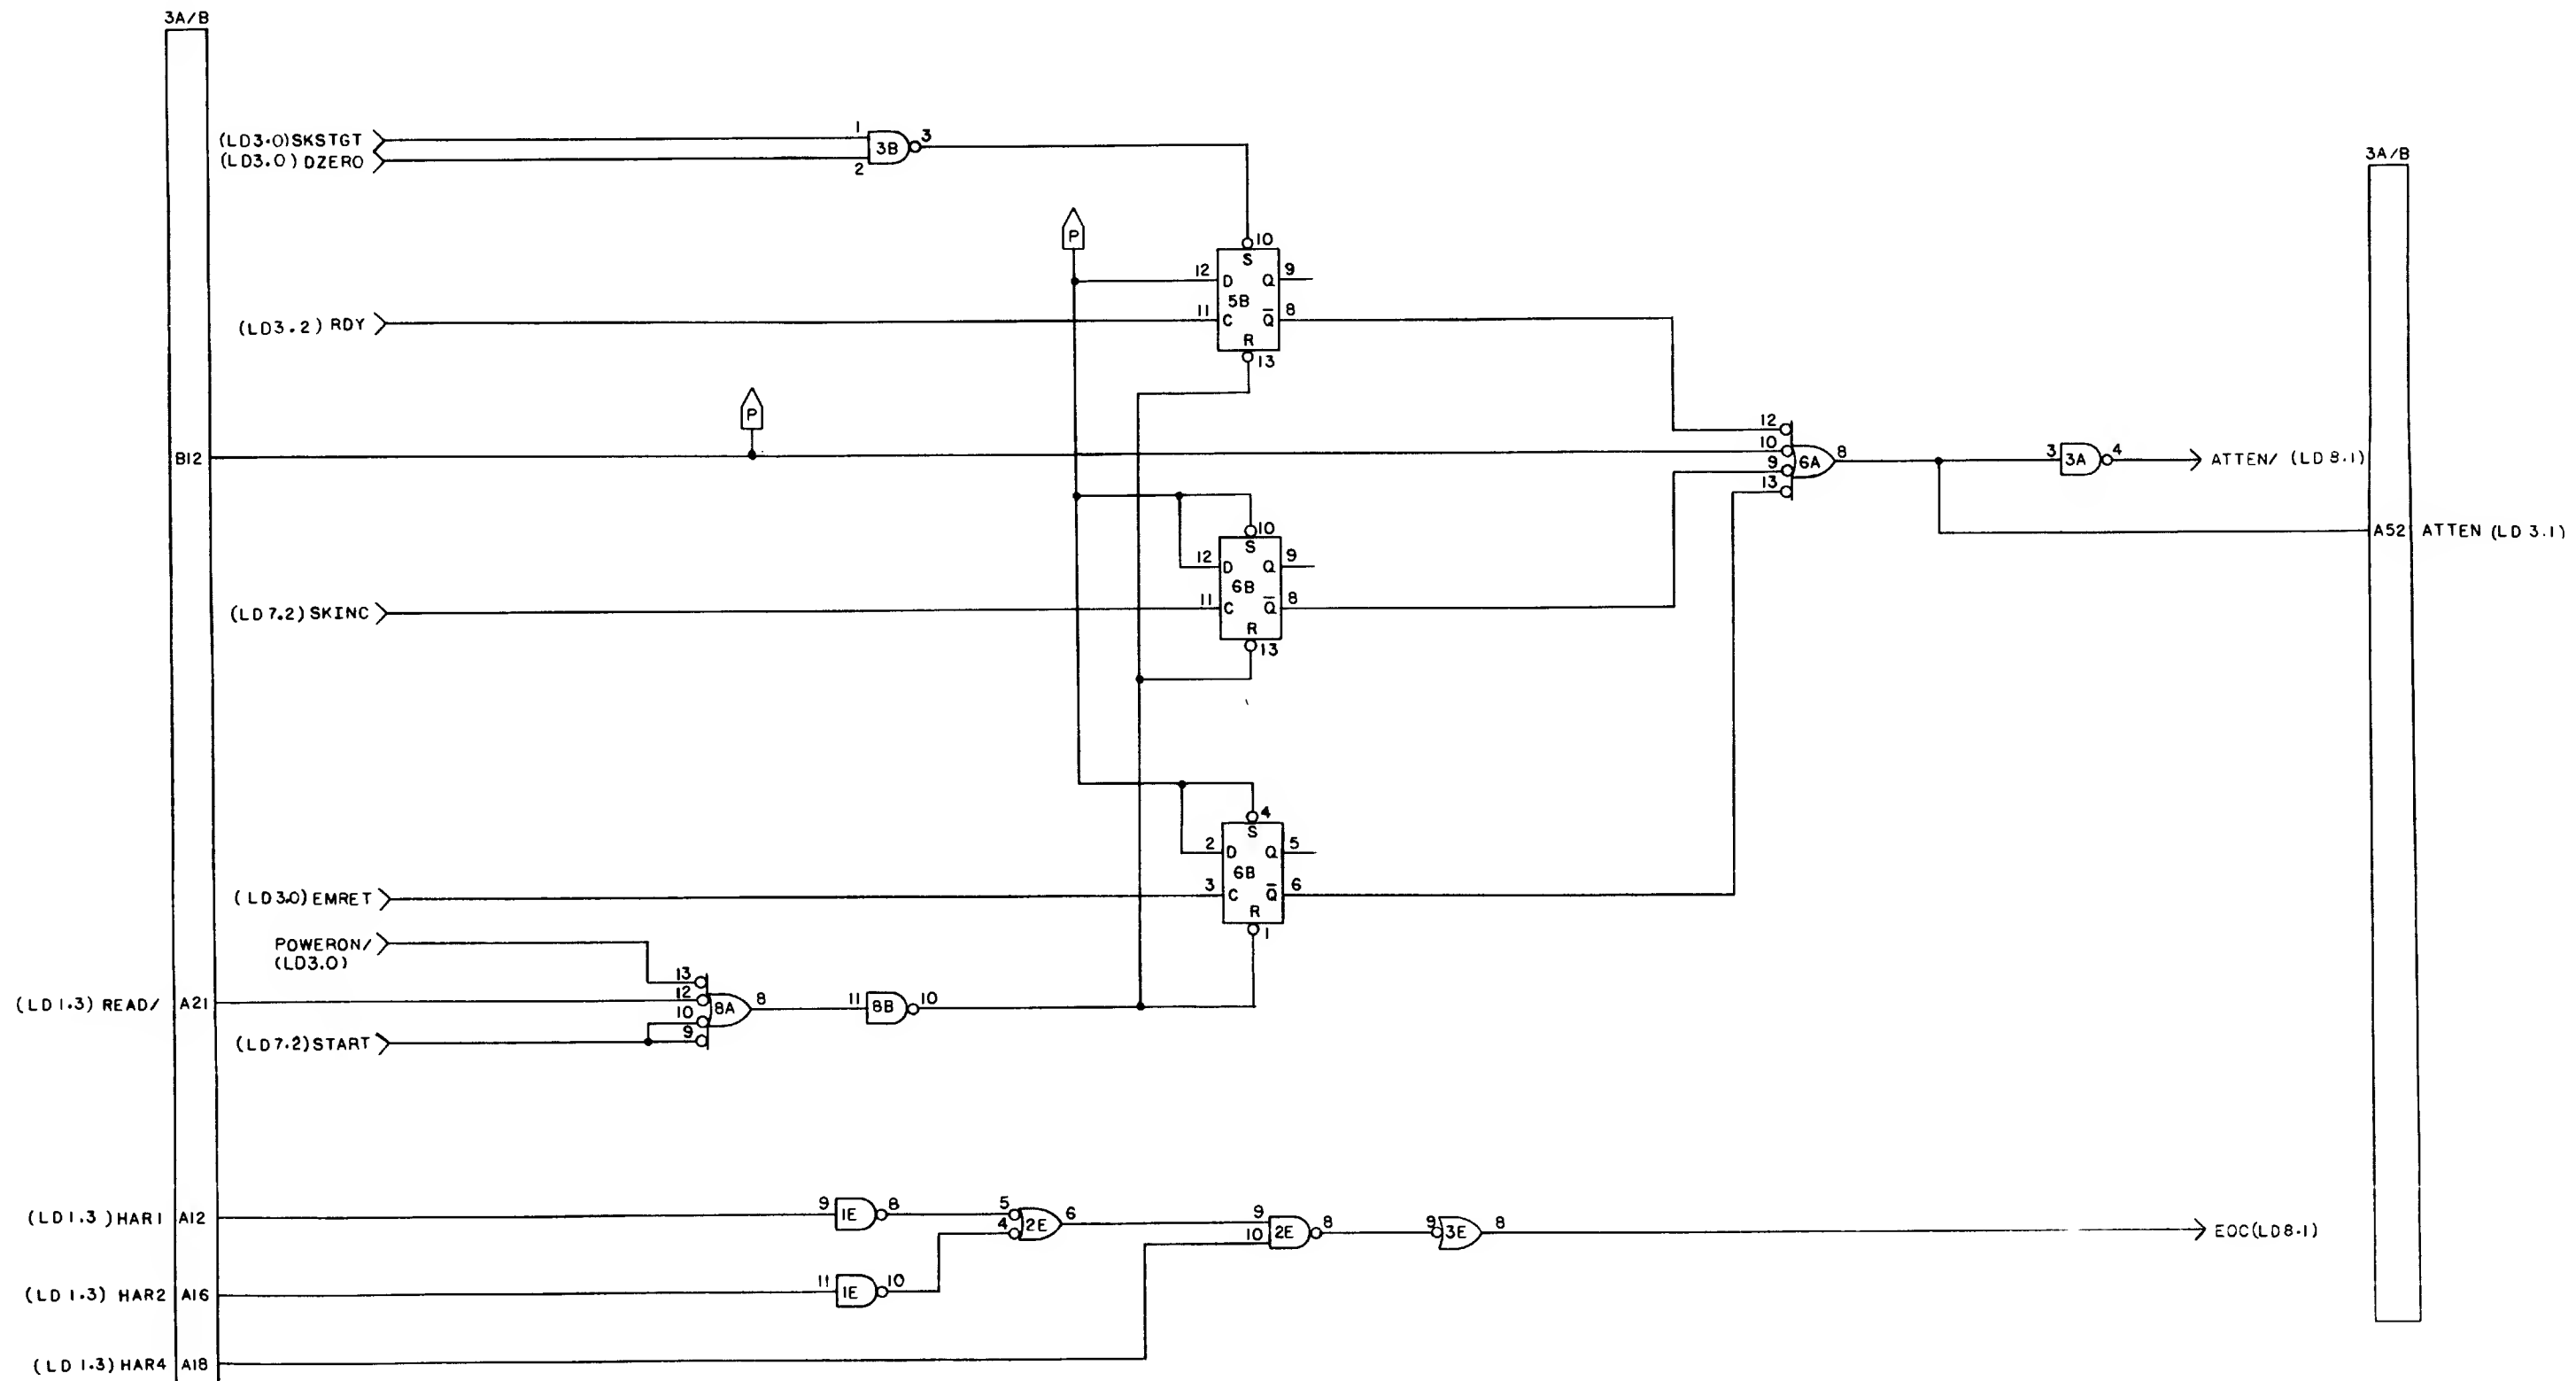 3A/B
3A/B
(LD3.0)SKSTGT
(LD3.0) DZERO
1
2
3B
3
P
10
S
12
D
Q
9
5B
(LD3.2) RDY
11
C
Q̅
8
R
13
P
B12
12
10
9
13
6A
8
3
3A
4
ATTEN/ (LD 8.1)
A52
ATTEN (LD 3.1)
10
S
12
D
Q
9
6B
(LD7.2) SKINC
11
C
Q̅
8
R
13
4
S
2
D
Q
5
6B
(LD3.0) EMRET
3
C
Q̅
6
R
1
POWERON/
(LD3.0)
13
(LD1.3) READ/
A21
12
10
9
8A
8
11
8B
10
(LD7.2) START
(LD1.3) HAR1
A12
9
1E
8
5
4
2E
6
9
10
2E
8
9
3E
8
EOC(LD8.1)
(LD1.3) HAR2
A16
11
1E
10
(LD1.3) HAR4
A18